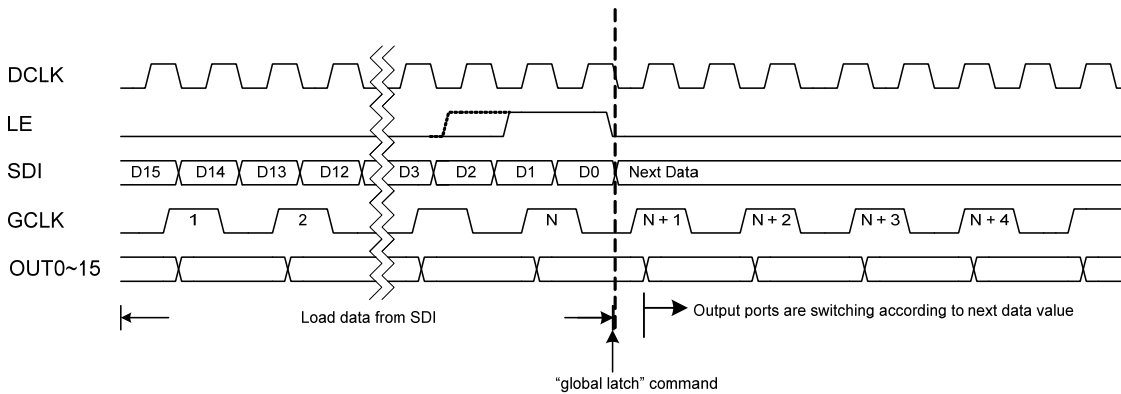 DCLK
LE
SDI D15 D14 D13 D12 D3 D2 D1 D0 Next Data
GCLK 1 2 N N + 1 N + 2 N + 3 N + 4
OUT0~15
Load data from SDI
Output ports are switching according to next data value
“global latch” command